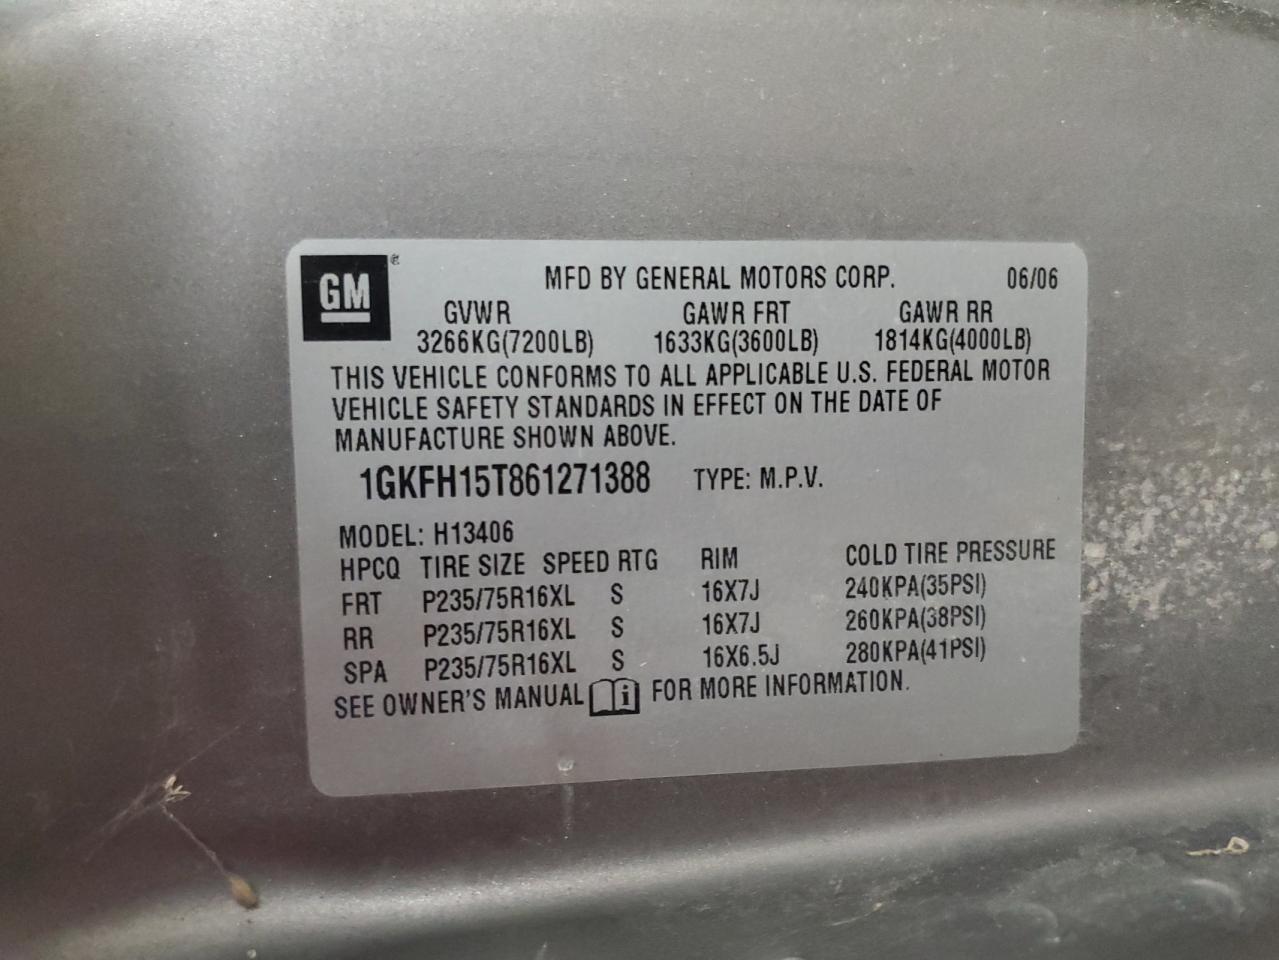 GM ®
MFD BY GENERAL MOTORS CORP. 06/06
GVWR GAWR FRT GAWR RR
3266KG(7200LB) 1633KG(3600LB) 1814KG(4000LB)
THIS VEHICLE CONFORMS TO ALL APPLICABLE U.S. FEDERAL MOTOR
VEHICLE SAFETY STANDARDS IN EFFECT ON THE DATE OF
MANUFACTURE SHOWN ABOVE.
1GKFH15T861271388 TYPE: M.P.V.
MODEL: H13406
HPCQ TIRE SIZE SPEED RTG RIM COLD TIRE PRESSURE
FRT P235/75R16XL S 16X7J 240KPA(35PSI)
RR P235/75R16XL S 16X7J 260KPA(38PSI)
SPA P235/75R16XL S 16X6.5J 280KPA(41PSI)
SEE OWNER'S MANUAL i FOR MORE INFORMATION.